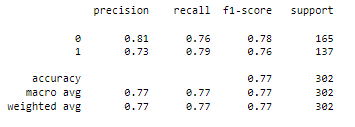 precision recall f1-score support
0 0.81 0.76 0.78 165
1 0.73 0.79 0.76 137
accuracy 0.77 302
macro avg 0.77 0.77 0.77 302
weighted avg 0.77 0.77 0.77 302